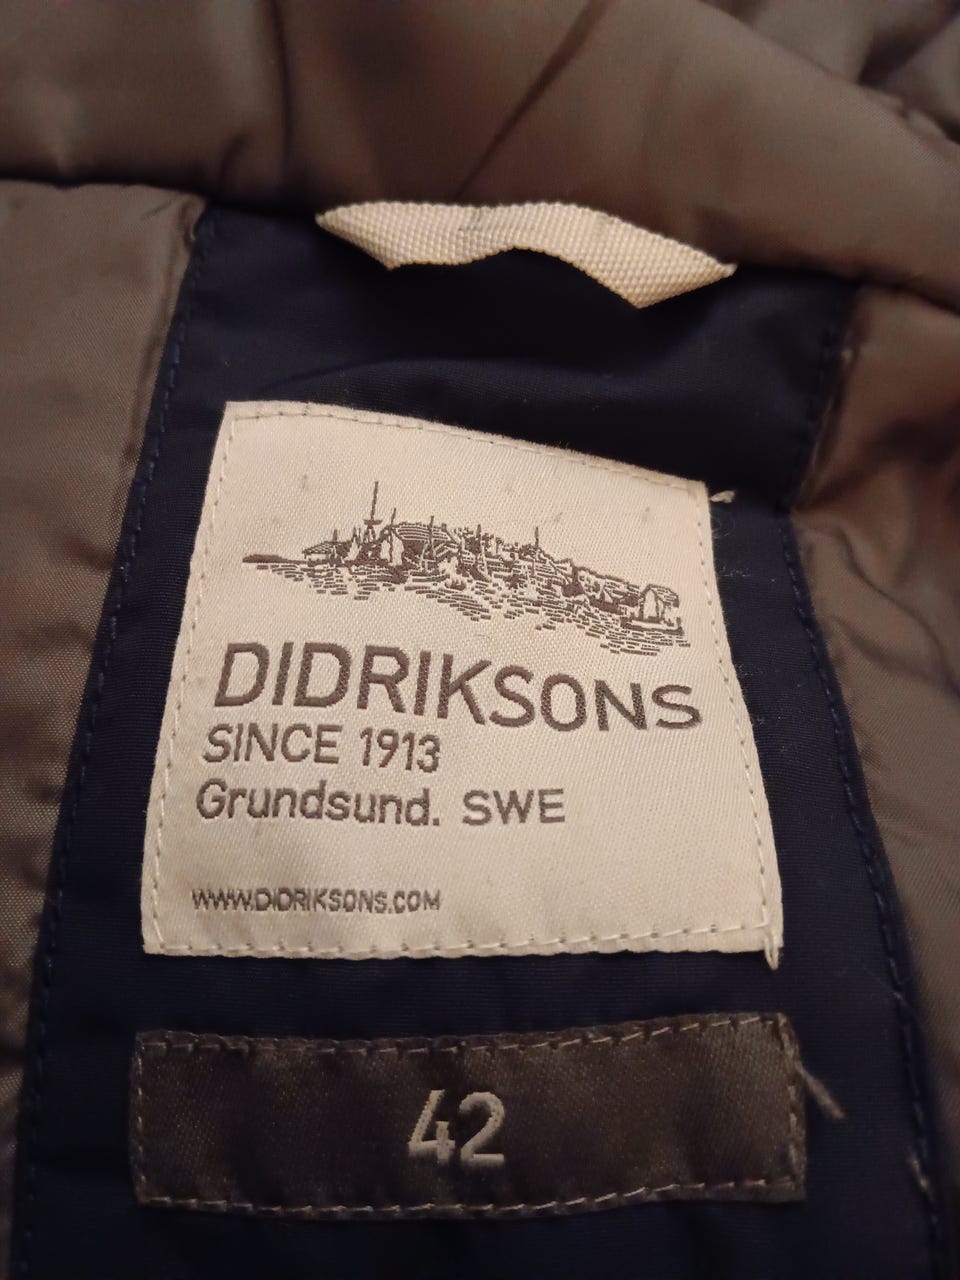 DIDRIKSONS
SINCE 1913
Grundsund. SWE
WWW.DIDRIKSONS.COM
42